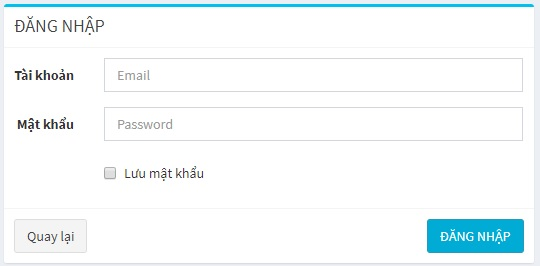 ĐĂNG NHẬP
Tài khoản Email
Mật khẩu Password
Lưu mật khẩu
Quay lại ĐĂNG NHẬP